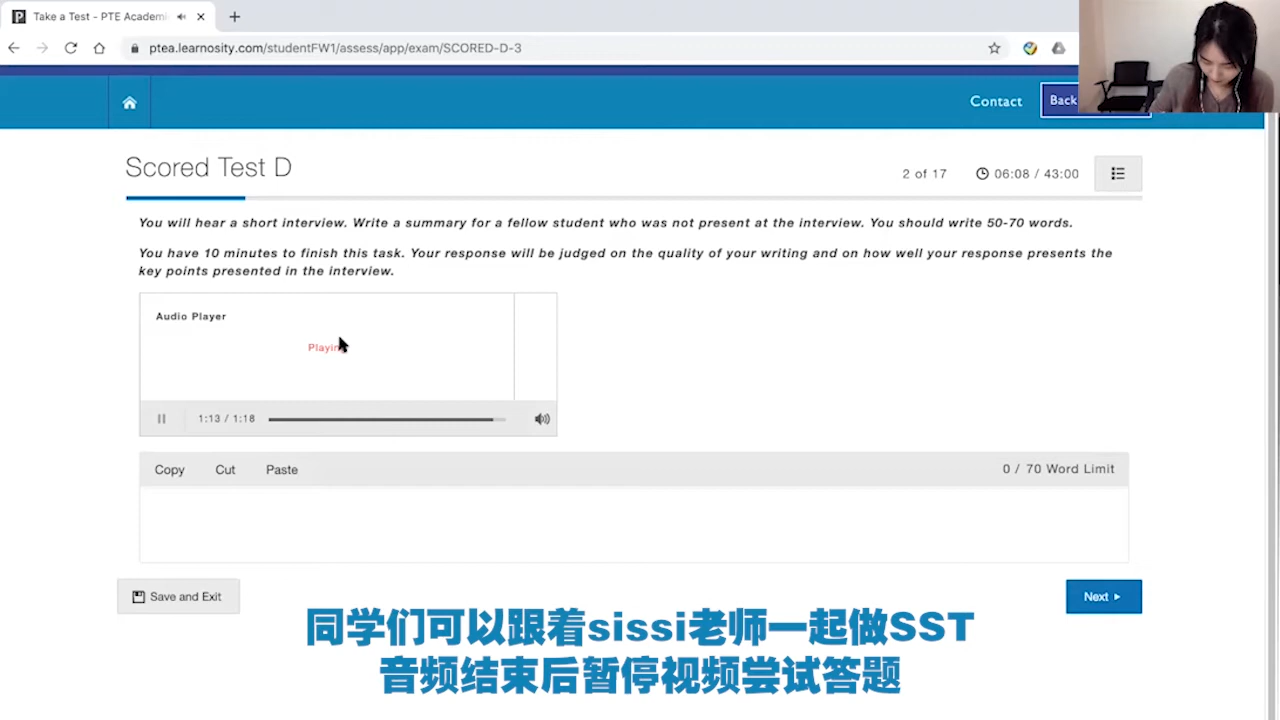 Take a Test - PTE Academi
ptea.learnosity.com/studentFW1/assess/app/exam/SCORED-D-3
Contact
Back
Scored Test D
2 of 17
06:08 / 43:00
You will hear a short interview. Write a summary for a fellow student who was not present at the interview. You should write 50-70 words.
You have 10 minutes to finish this task. Your response will be judged on the quality of your writing and on how well your response presents the
key points presented in the interview.
Audio Player
Playing
1:13 / 1:18
Copy Cut Paste
0 / 70 Word Limit
Save and Exit
Next
同学们可以跟着sissi老师一起做SST
音频结束后暂停视频尝试答题